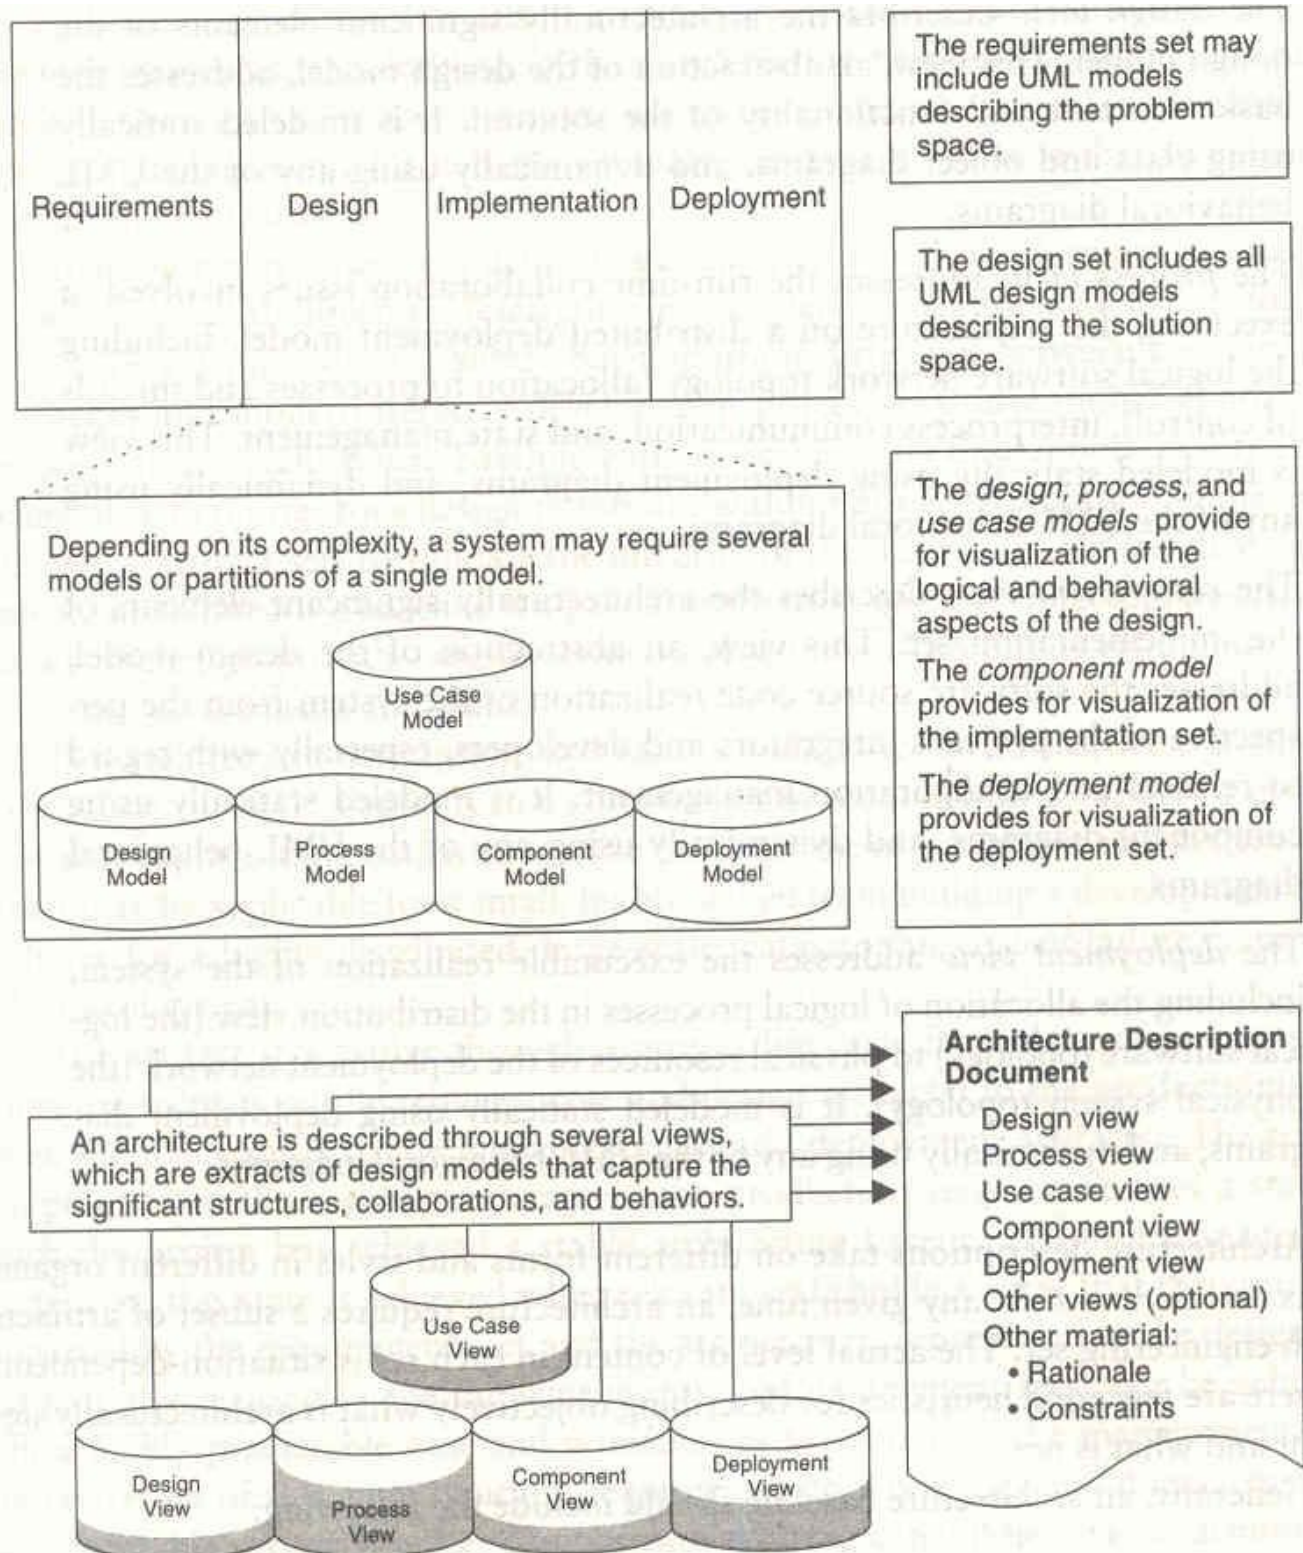 Requirements
Design
Implementation
Deployment
The requirements set may
include UML models
describing the problem
space.
The design set includes all
UML design models
describing the solution
space.
Depending on its complexity, a system may require several
models or partitions of a single model.
Use Case
Model
Design
Model
Process
Model
Component
Model
Deployment
Model
The design, process, and
use case models provide
for visualization of the
logical and behavioral
aspects of the design.
The component model
provides for visualization of
the implementation set.
The deployment model
provides for visualization of
the deployment set.
An architecture is described through several views,
which are extracts of design models that capture the
significant structures, collaborations, and behaviors.
Use Case
View
Design
View
Process
View
Component
View
Deployment
View
Architecture Description
Document
Design view
Process view
Use case view
Component view
Deployment view
Other views (optional)
Other material:
• Rationale
• Constraints